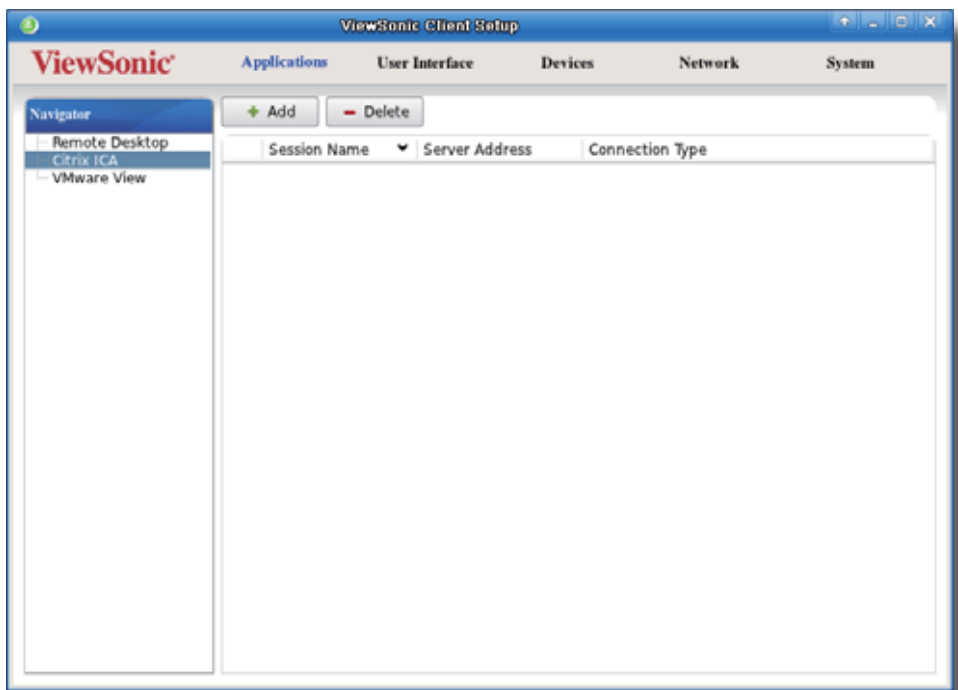 ViewSonic Client Setup
ViewSonic Applications User Interface Devices Network System
Navigator
Remote Desktop
Citrix ICA
VMware View
+ Add - Delete
Session Name Server Address Connection Type